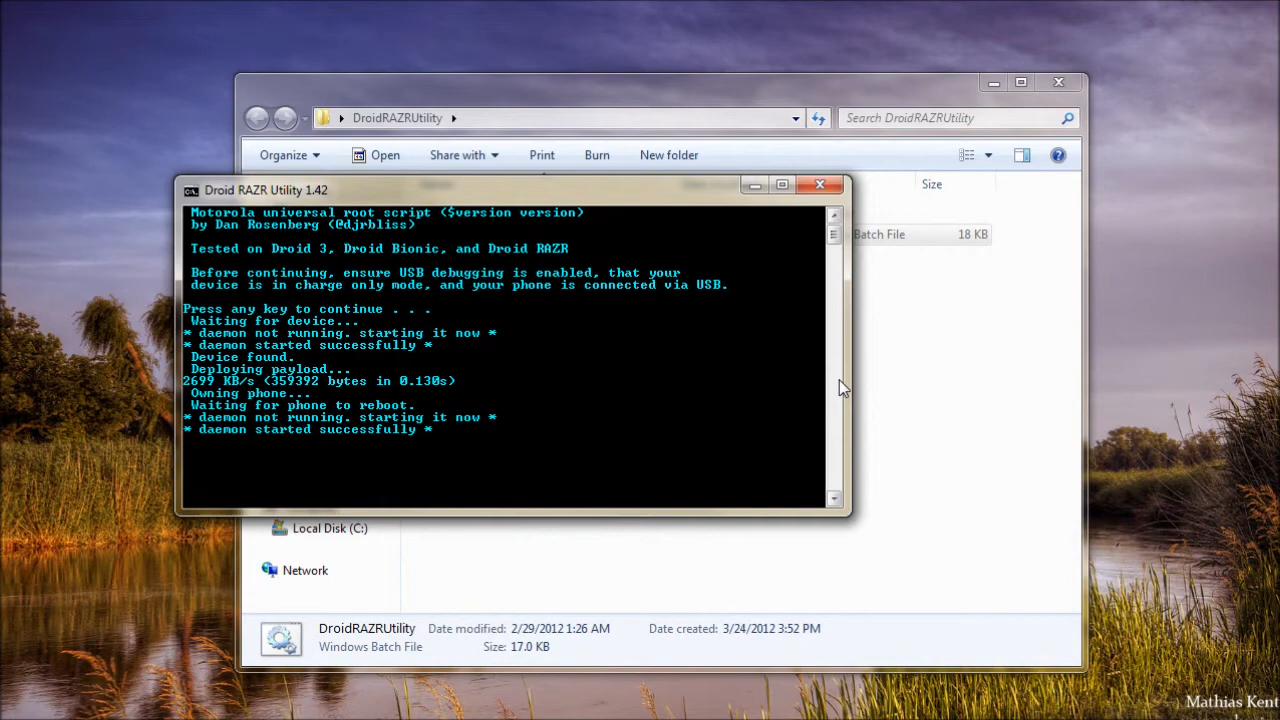 DroidRAZRUtility
Search DroidRAZRUtility
Organize
Open
Share with
Print
Burn
New folder
Size
Batch File
18 KB
Droid RAZR Utility 1.42
Motorola universal root script ($version version)
by Dan Rosenberg (@djrbliss)
Tested on Droid 3, Droid Bionic, and Droid RAZR
Before continuing, ensure USB debugging is enabled, that your
device is in charge only mode, and your phone is connected via USB.
Press any key to continue . . .
Waiting for device...
* daemon not running. starting it now *
* daemon started successfully *
Device found.
Deploying payload...
2699 KB/s (359392 bytes in 0.130s)
Owning phone...
Waiting for phone to reboot.
* daemon not running. starting it now *
* daemon started successfully *
Local Disk (C:)
Network
DroidRAZRUtility
Date modified: 2/29/2012 1:26 AM
Date created: 3/24/2012 3:52 PM
Windows Batch File
Size: 17.0 KB
Mathias Kent